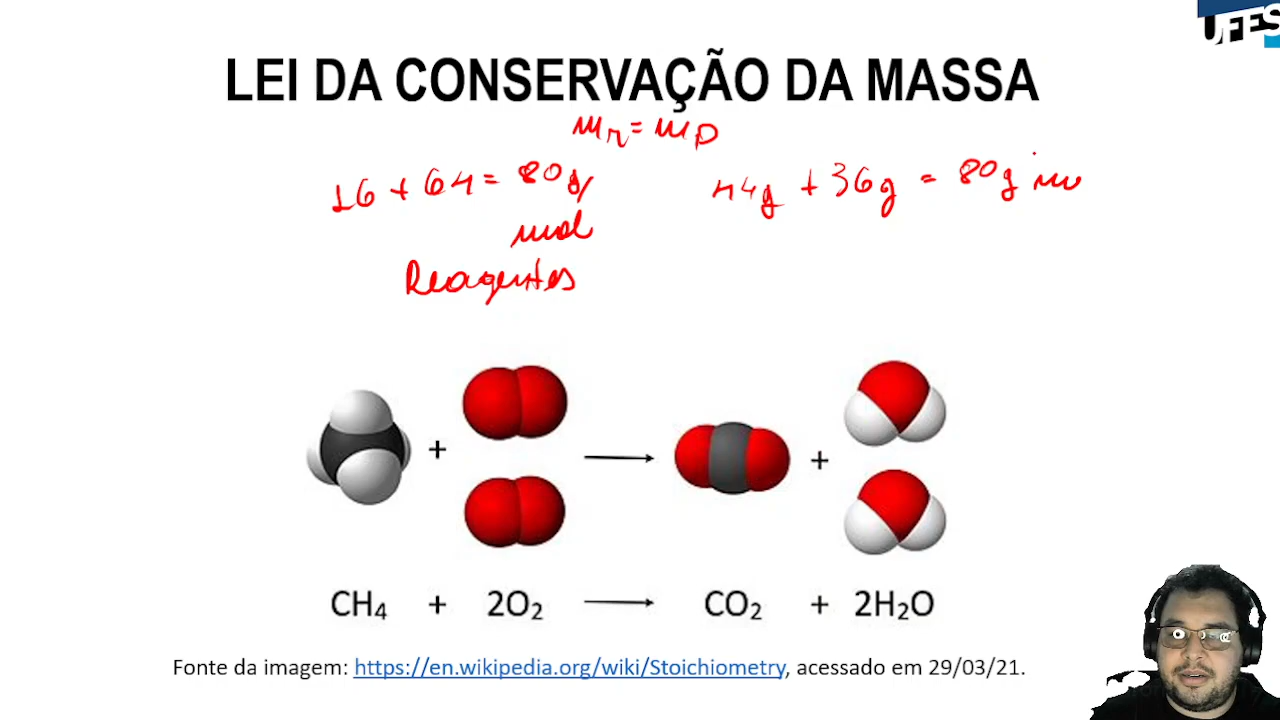 UFES
LEI DA CONSERVAÇÃO DA MASSA
mr = mp
16 + 64 = 80g/ 44g + 36g = 80g
mol
Reagentes
+ +
CH₄ + 2O₂ → CO₂ + 2H₂O
Fonte da imagem: https://en.wikipedia.org/wiki/Stoichiometry, acessado em 29/03/21.